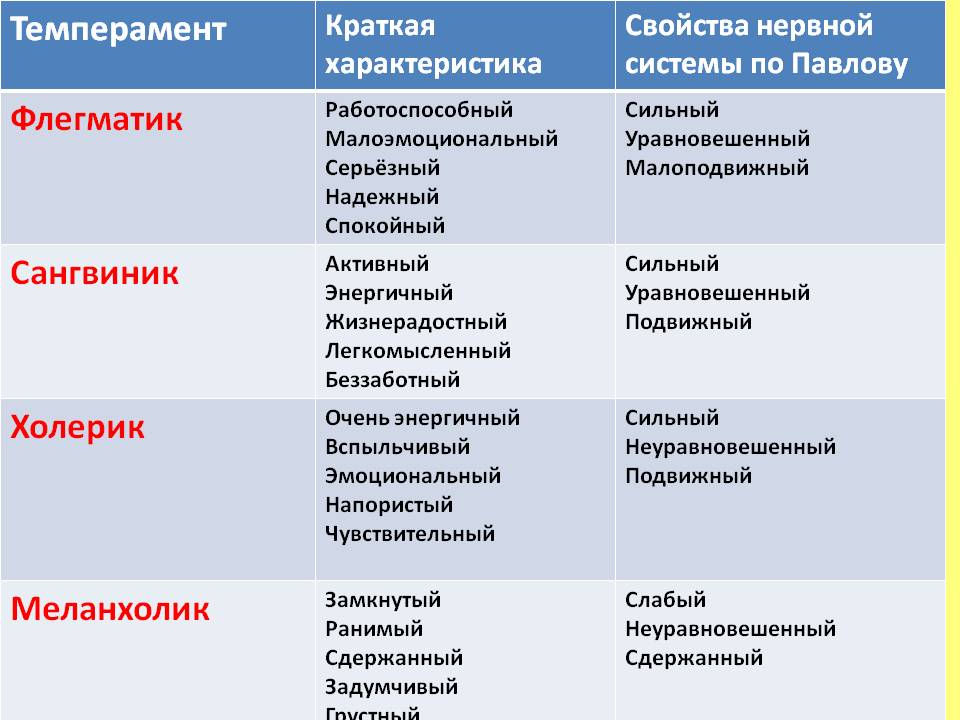 Темперамент
Краткая
характеристика
Свойства нервной
системы по Павлову
Флегматик
Работоспособный
Малоэмоциональный
Серьёзный
Надежный
Спокойный
Сильный
Уравновешенный
Малоподвижный
Сангвиник
Активный
Энергичный
Жизнерадостный
Легкомысленный
Беззаботный
Сильный
Уравновешенный
Подвижный
Холерик
Очень энергичный
Вспыльчивый
Эмоциональный
Напористый
Чувствительный
Сильный
Неуравновешенный
Подвижный
Меланхолик
Замкнутый
Ранимый
Сдержанный
Задумчивый
Грустный
Слабый
Неуравновешенный
Сдержанный